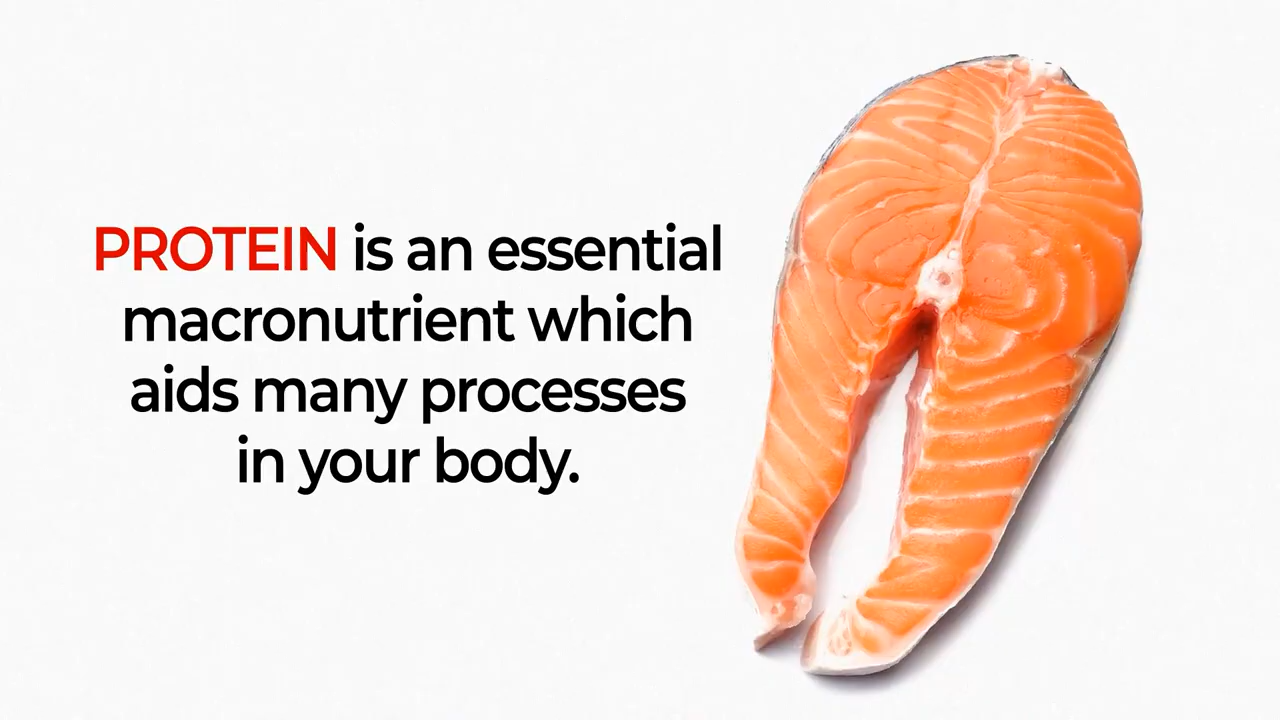 PROTEIN is an essential
macronutrient which
aids many processes
in your body.